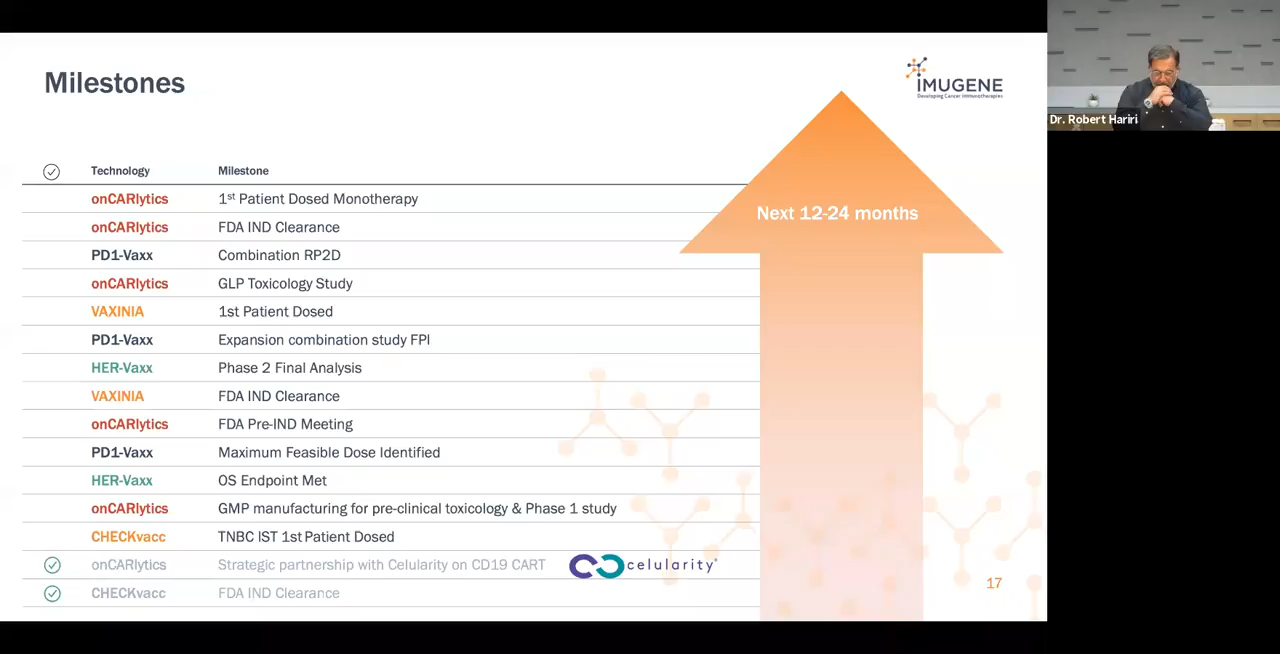 Milestones
IMUGENE
Developing Cancer Immunotherapies
Dr. Robert Hariri
Technology Milestone
onCARlytics 1st Patient Dosed Monotherapy
Next 12-24 months
onCARlytics FDA IND Clearance
PD1-Vaxx Combination RP2D
onCARlytics GLP Toxicology Study
VAXINIA 1st Patient Dosed
PD1-Vaxx Expansion combination study FPI
HER-Vaxx Phase 2 Final Analysis
VAXINIA FDA IND Clearance
onCARlytics FDA Pre-IND Meeting
PD1-Vaxx Maximum Feasible Dose Identified
HER-Vaxx OS Endpoint Met
onCARlytics GMP manufacturing for pre-clinical toxicology & Phase 1 study
CHECKvacc TNBC IST 1st Patient Dosed
onCARlytics Strategic partnership with Celularity on CD19 CART celularity
CHECKvacc FDA IND Clearance
17